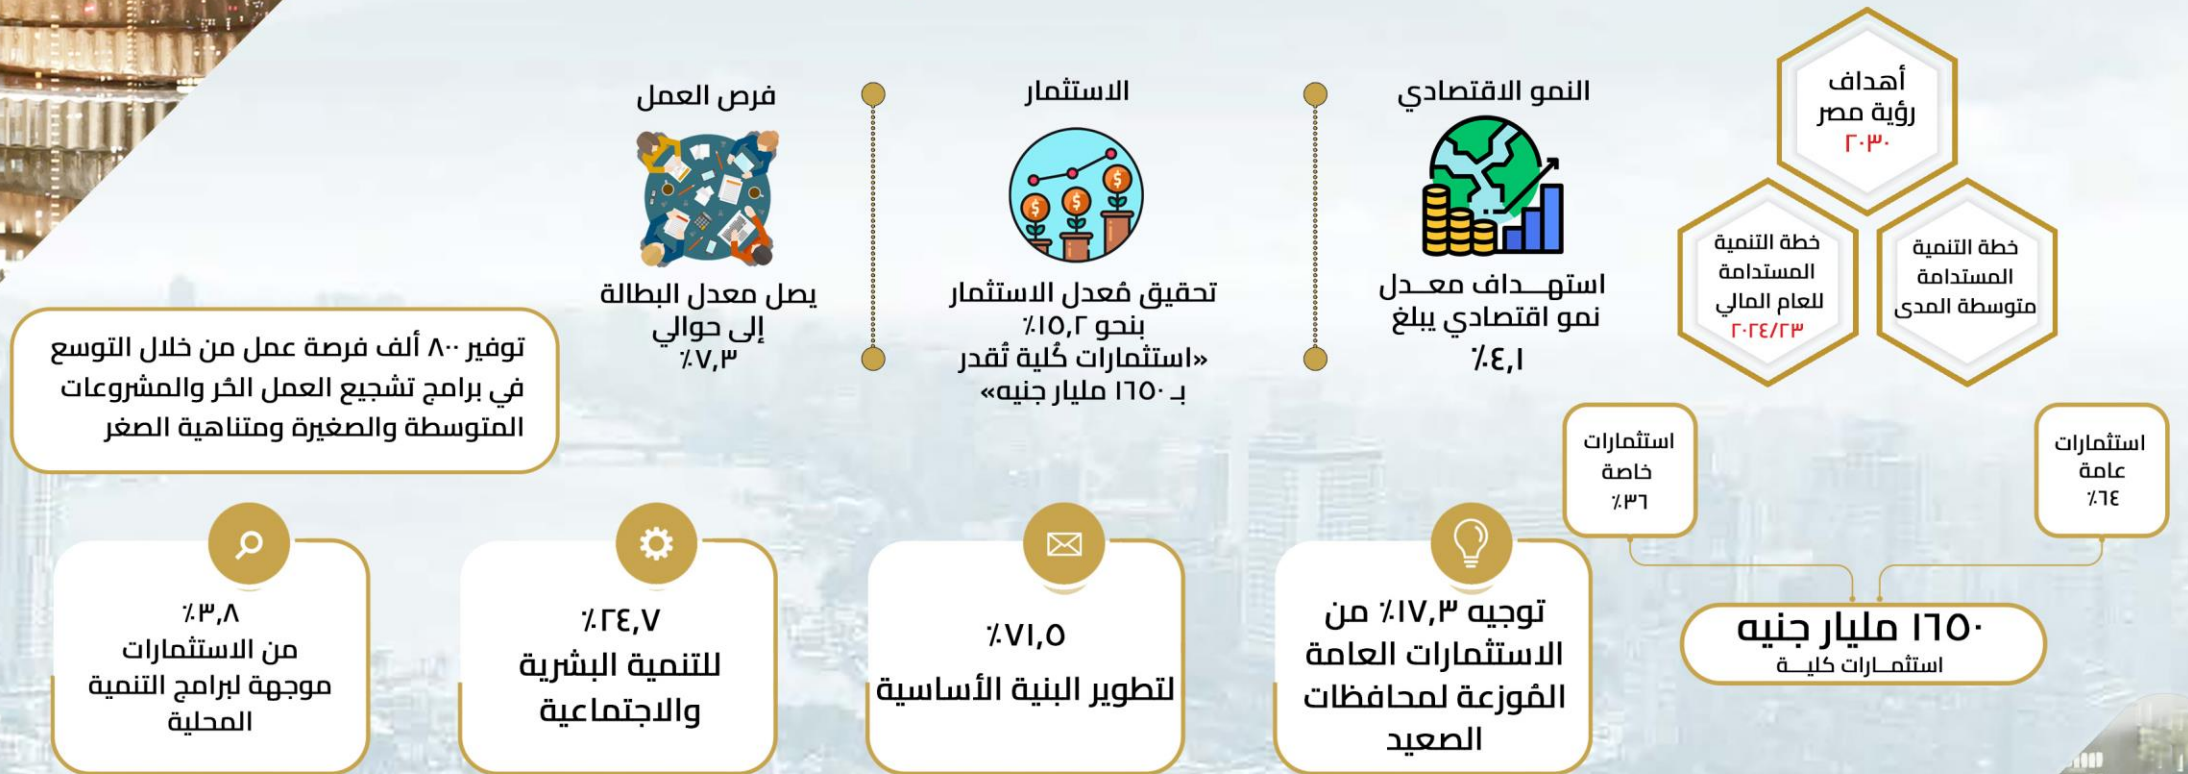 أهداف
رؤية مصر
٢٠٣٠
خطة التنمية
المستدامة
متوسطة المدى
خطة التنمية
المستدامة
للعام المالي
٢٠٢٤/٢٣
النمو الاقتصادي
استهـــداف معــدل
نمو اقتصادي يبلغ
٤,١٪
الاستثمار
تحقيق مُعدل الاستثمار
بنحو ١٥,٢٪
«استثمارات كُلية تُقدر
بـ ١٦٥٠ مليار جنيه»
فرص العمل
يصل معدل البطالة
إلى حوالي
٧,٣٪
توفير ٨٠٠ ألف فرصة عمل من خلال التوسع
في برامج تشجيع العمل الحُر والمشروعات
المتوسطة والصغيرة ومتناهية الصغر
استثمارات
عامة
٦٤٪
استثمارات
خاصة
٣٦٪
١٦٥٠ مليار جنيه
استثمــارات كليــة
توجيه ١٧,٣٪ من
الاستثمارات العامة
المُوزعة لمحافظات
الصعيد
٧١,٥٪
لتطوير البنية الأساسية
٢٤,٧٪
للتنمية البشرية
والاجتماعية
٣,٨٪
من الاستثمارات
موجهة لبرامج التنمية
المحلية